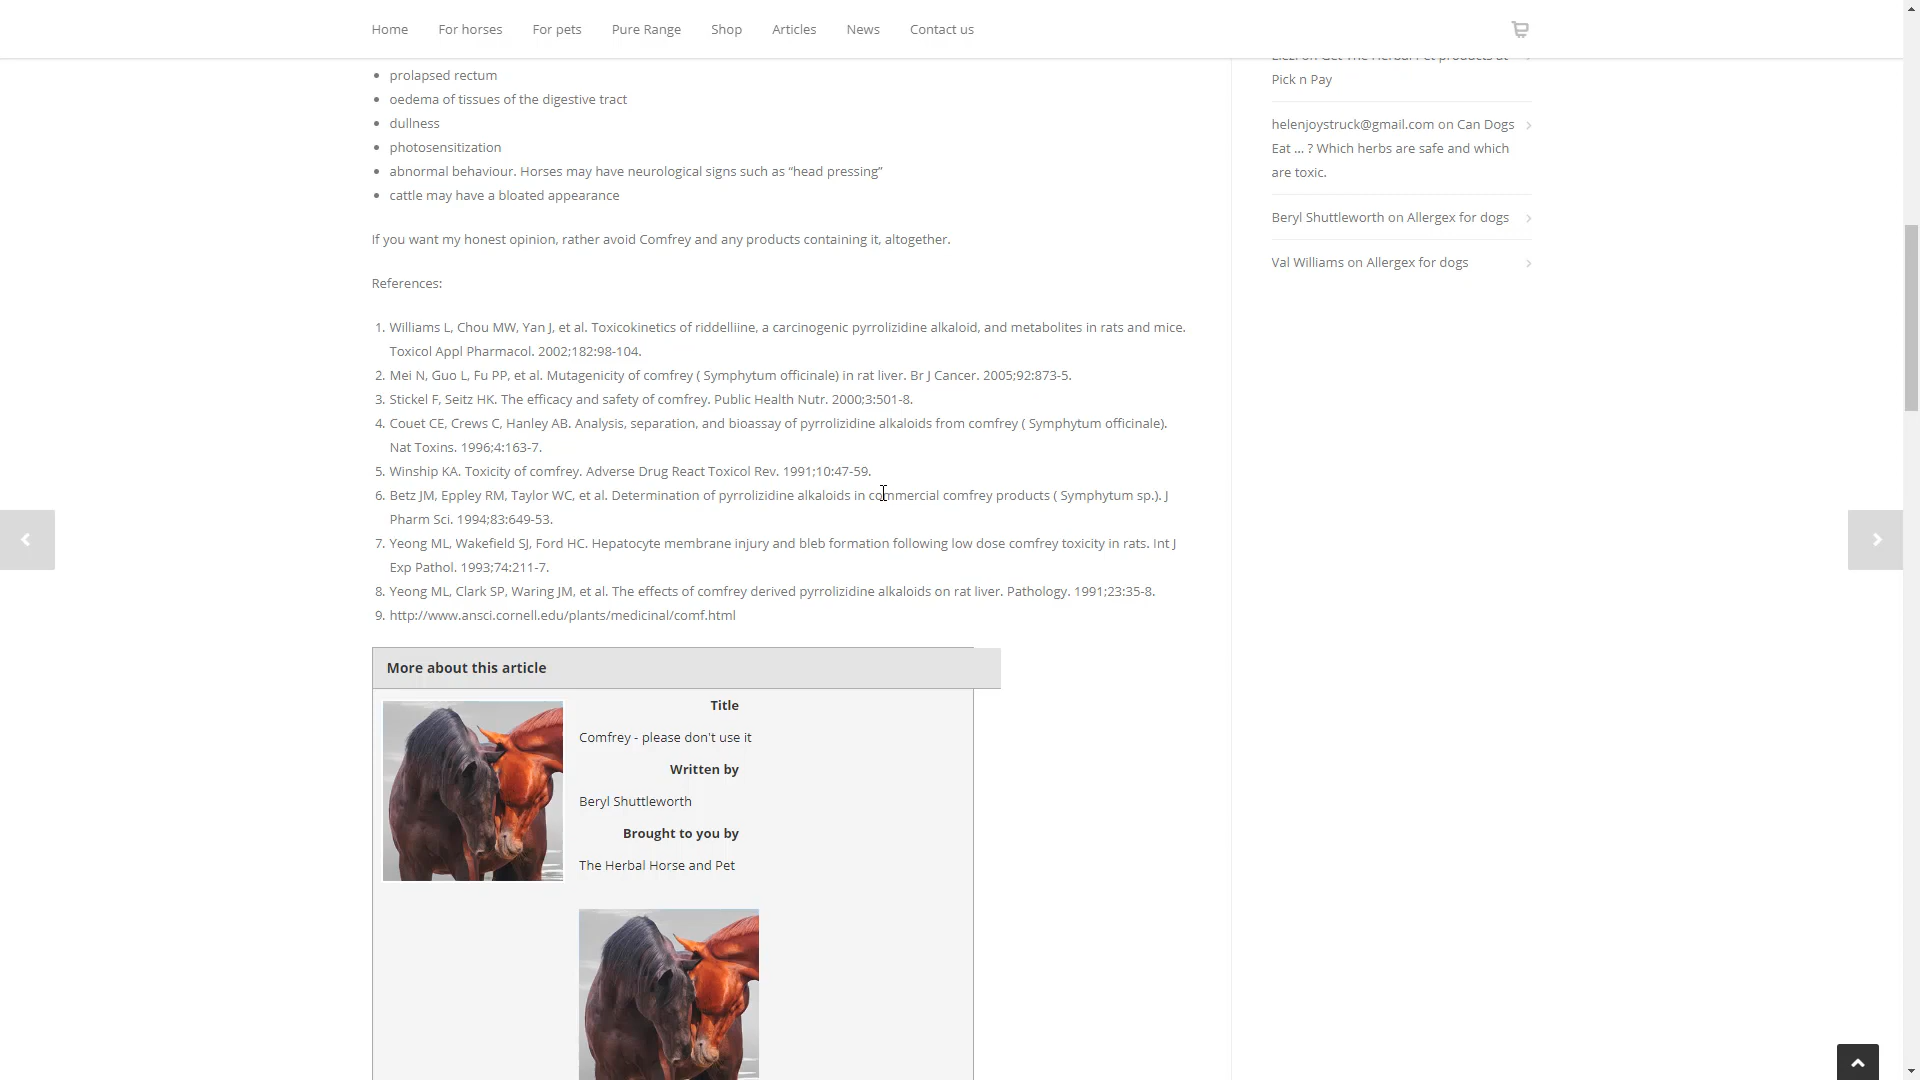 Home For horses For pets Pure Range Shop Articles News Contact us
prolapsed rectum
oedema of tissues of the digestive tract
dullness
photosensitization
abnormal behaviour. Horses may have neurological signs such as “head pressing”
cattle may have a bloated appearance
If you want my honest opinion, rather avoid Comfrey and any products containing it, altogether.
References:
1. Williams L, Chou MW, Yan J, et al. Toxicokinetics of riddelliine, a carcinogenic pyrrolizidine alkaloid, and metabolites in rats and mice.
Toxicol Appl Pharmacol. 2002;182:98-104.
2. Mei N, Guo L, Fu PP, et al. Mutagenicity of comfrey ( Symphytum officinale) in rat liver. Br J Cancer. 2005;92:873-5.
3. Stickel F, Seitz HK. The efficacy and safety of comfrey. Public Health Nutr. 2000;3:501-8.
4. Couet CE, Crews C, Hanley AB. Analysis, separation, and bioassay of pyrrolizidine alkaloids from comfrey ( Symphytum officinale).
Nat Toxins. 1996;4:163-7.
5. Winship KA. Toxicity of comfrey. Adverse Drug React Toxicol Rev. 1991;10:47-59.
6. Betz JM, Eppley RM, Taylor WC, et al. Determination of pyrrolizidine alkaloids in commercial comfrey products ( Symphytum sp.). J
Pharm Sci. 1994;83:649-53.
7. Yeong ML, Wakefield SJ, Ford HC. Hepatocyte membrane injury and bleb formation following low dose comfrey toxicity in rats. Int J
Exp Pathol. 1993;74:211-7.
8. Yeong ML, Clark SP, Waring JM, et al. The effects of comfrey derived pyrrolizidine alkaloids on rat liver. Pathology. 1991;23:35-8.
9. http://www.ansci.cornell.edu/plants/medicinal/comf.html
More about this article
Title
Comfrey - please don't use it
Written by
Beryl Shuttleworth
Brought to you by
The Herbal Horse and Pet
on Get The Herbal Pet products at
Pick n Pay
helenjoystruck@gmail.com on Can Dogs
Eat ... ? Which herbs are safe and which
are toxic.
Beryl Shuttleworth on Allergex for dogs
Val Williams on Allergex for dogs